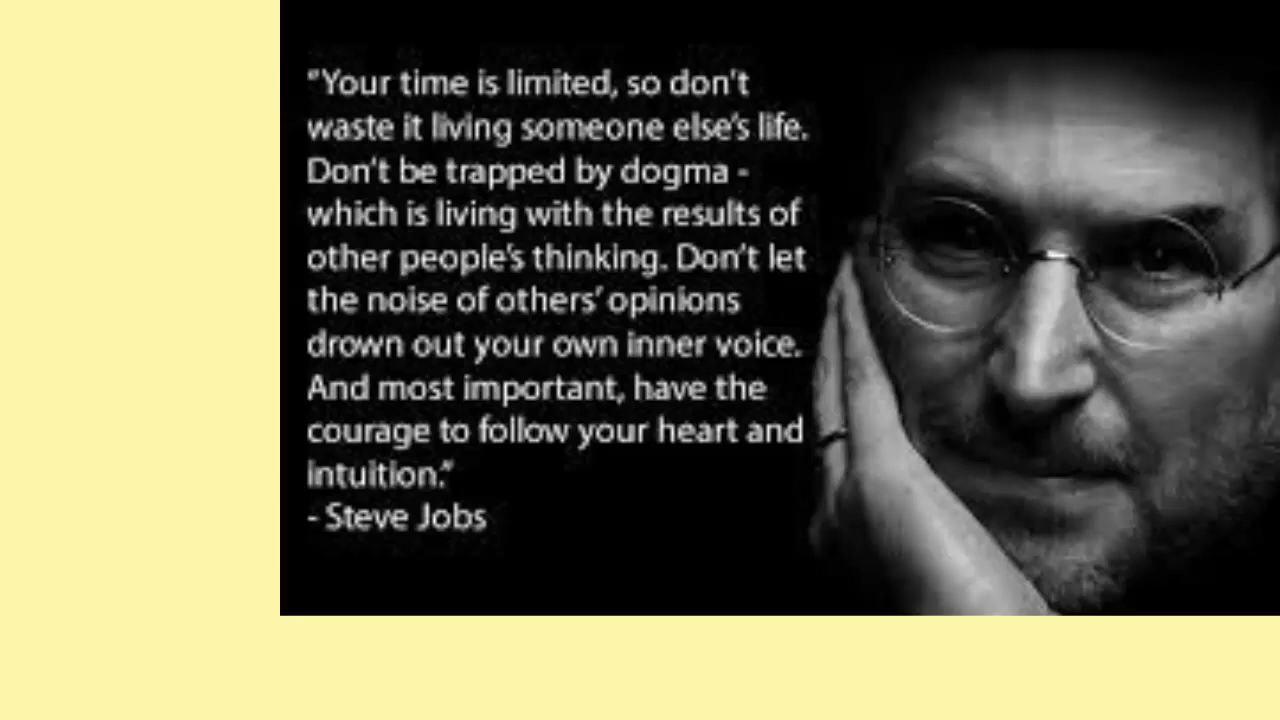 "Your time is limited, so don't
waste it living someone else's life.
Don't be trapped by dogma -
which is living with the results of
other people's thinking. Don't let
the noise of others' opinions
drown out your own inner voice.
And most important, have the
courage to follow your heart and
intuition."
- Steve Jobs